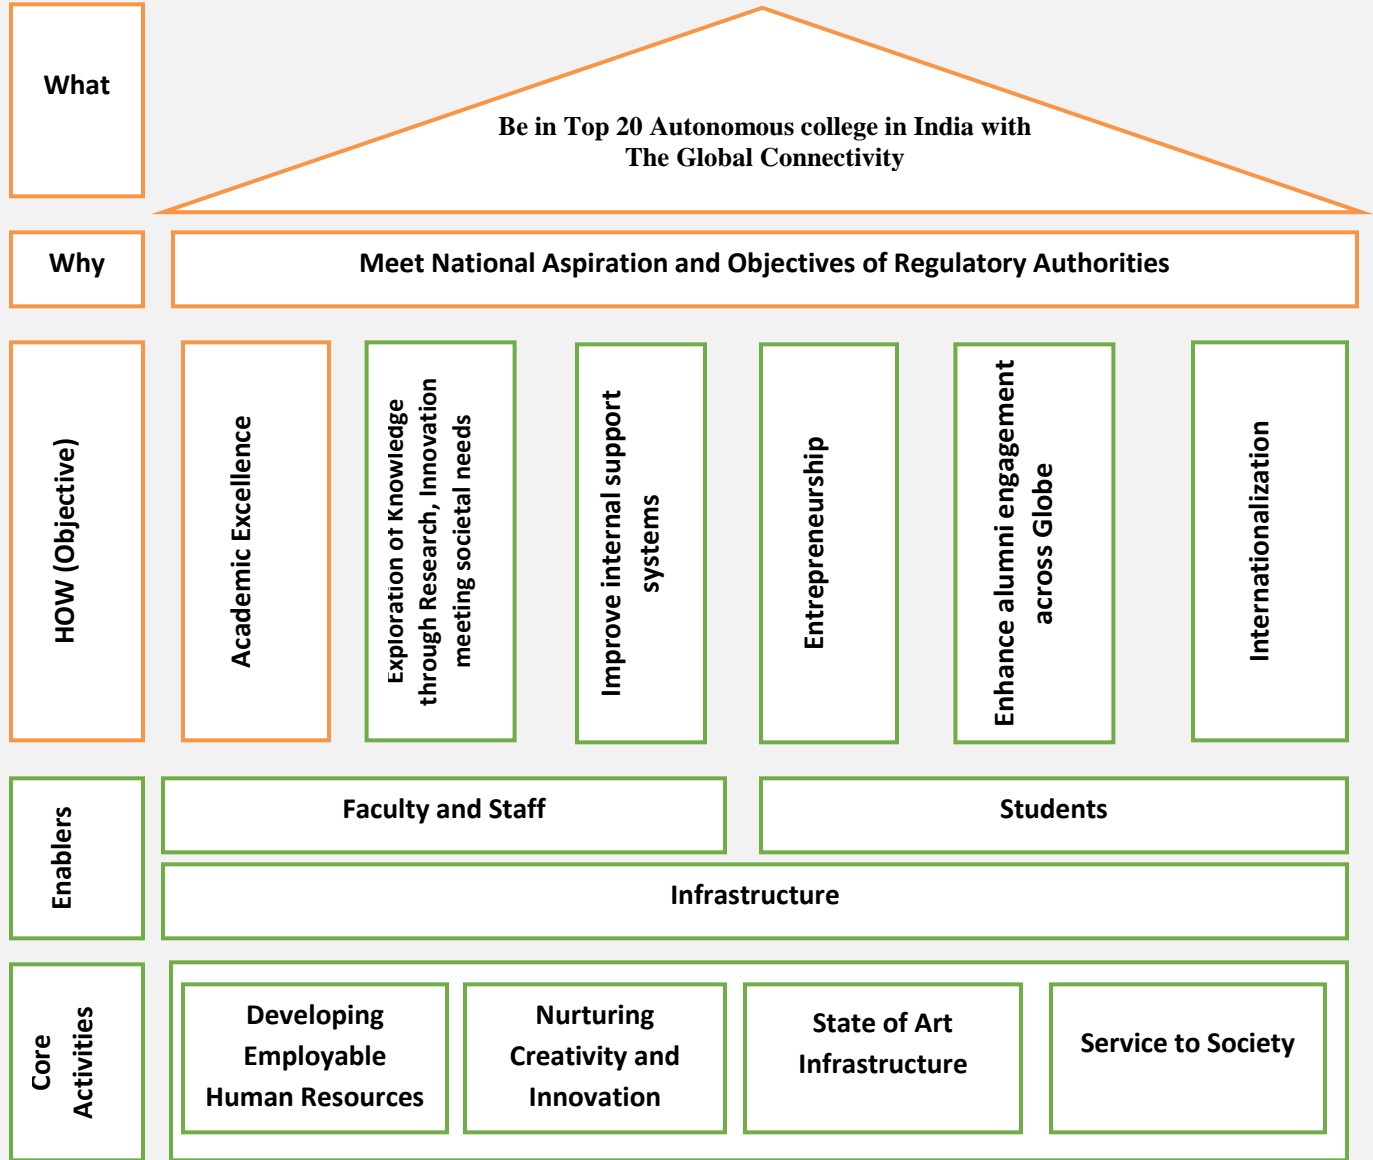 What
Be in Top 20 Autonomous college in India with
The Global Connectivity
Why
Meet National Aspiration and Objectives of Regulatory Authorities
HOW (Objective)
Academic Excellence
Exploration of Knowledge
through Research, Innovation
meeting societal needs
Improve internal support
systems
Entrepreneurship
Enhance alumni engagement
across Globe
Internationalization
Enablers
Faculty and Staff
Students
Infrastructure
Core
Activities
Developing
Employable
Human Resources
Nurturing
Creativity and
Innovation
State of Art
Infrastructure
Service to Society